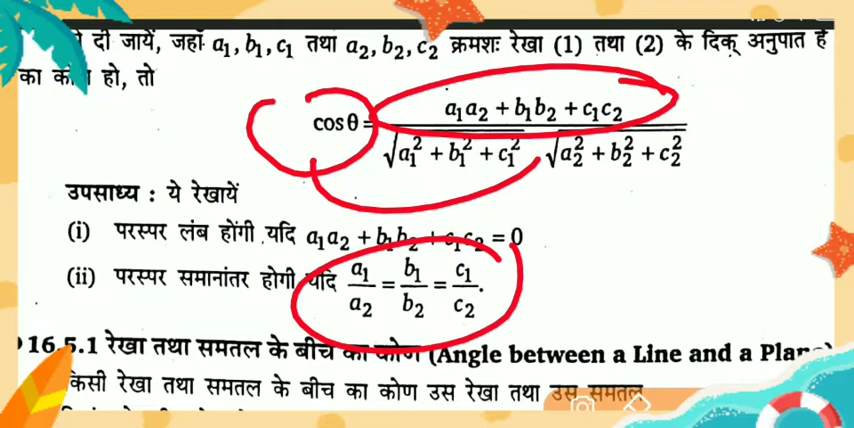 दी जायें, जहाँ a₁, b₁, c₁ तथा a₂, b₂, c₂ क्रमशः रेखा (1) तथा (2) के दिक् अनुपात है
का को हो, तो
cosθ = (a₁a₂ + b₁b₂ + c₁c₂) / (√(a₁² + b₁² + c₁²) √(a₂² + b₂² + c₂²))
उपसाध्य : ये रेखायें
(i) परस्पर लंब होंगी यदि a₁a₂ + b₁b₂ + c₁c₂ = 0
(ii) परस्पर समानांतर होगी यदि a₁/a₂ = b₁/b₂ = c₁/c₂.
16.5.1 रेखा तथा समतल के बीच का कोण (Angle between a Line and a Plane)
किसी रेखा तथा समतल के बीच का कोण उस रेखा तथा उस समतल